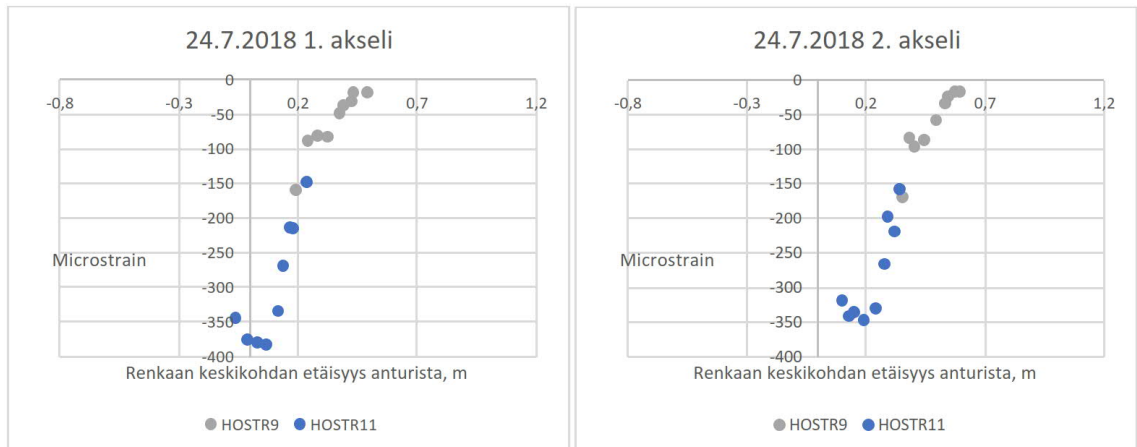 24.7.2018 1. akseli
0
-0,8 -0,3 0,2 0,7 1,2
-50
-100
-150
-200
-250
Microstrain
-300
-350
-400
Renkaan keskikohdan etäisyys anturista, m
HOSTR9 HOSTR11
24.7.2018 2. akseli
0
-0,8 -0,3 0,2 0,7 1,2
-50
-100
-150
-200
-250
Microstrain
-300
-350
-400
Renkaan keskikohdan etäisyys anturista, m
HOSTR9 HOSTR11